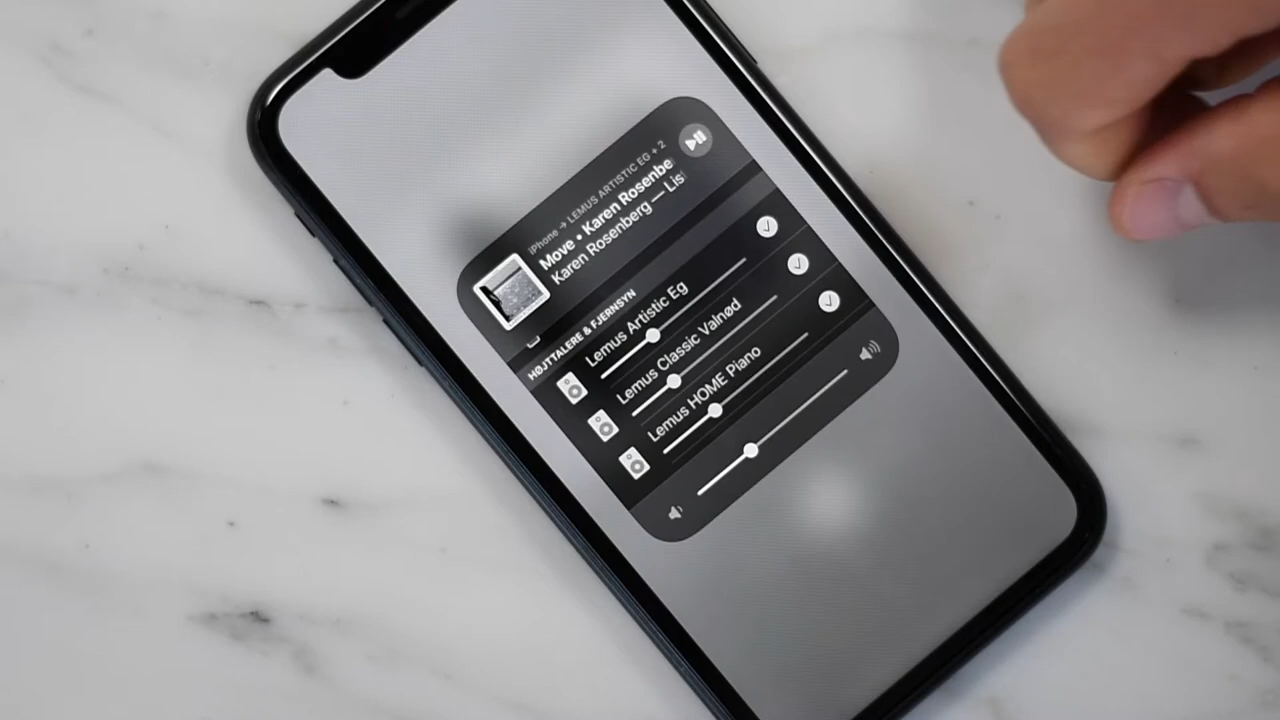 iPhone → LEMUS ARTISTIC EG + 2
Move • Karen Rosenbe
Karen Rosenberg — Lis
HØJTTALERE & FJERNSYN
Lemus Artistic Eg
Lemus Classic Valnød
Lemus HOME Piano